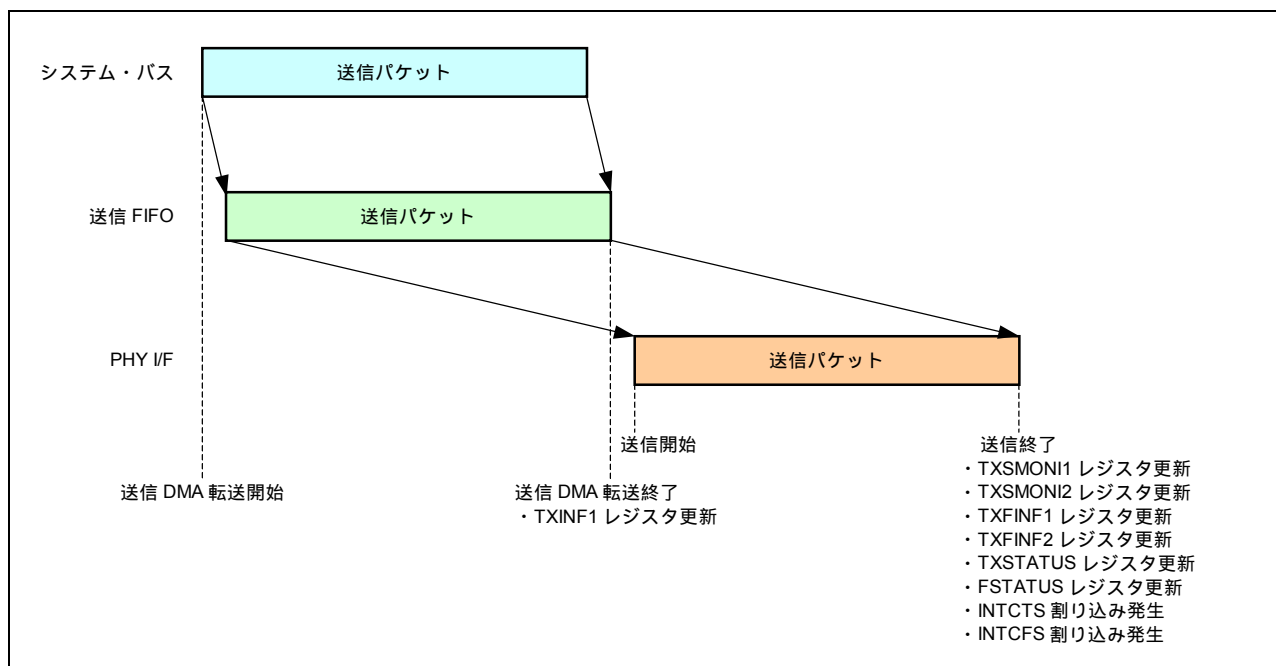 システム・バス
送信パケット
送信 FIFO
送信パケット
PHY I/F
送信パケット
送信開始
送信終了
・TXSMONI1 レジスタ更新
・TXSMONI2 レジスタ更新
・TXFINF1 レジスタ更新
・TXFINF2 レジスタ更新
・TXSTATUS レジスタ更新
・FSTATUS レジスタ更新
・INTCTS 割り込み発生
・INTCFS 割り込み発生
送信 DMA 転送開始
送信 DMA 転送終了
・TXINF1 レジスタ更新